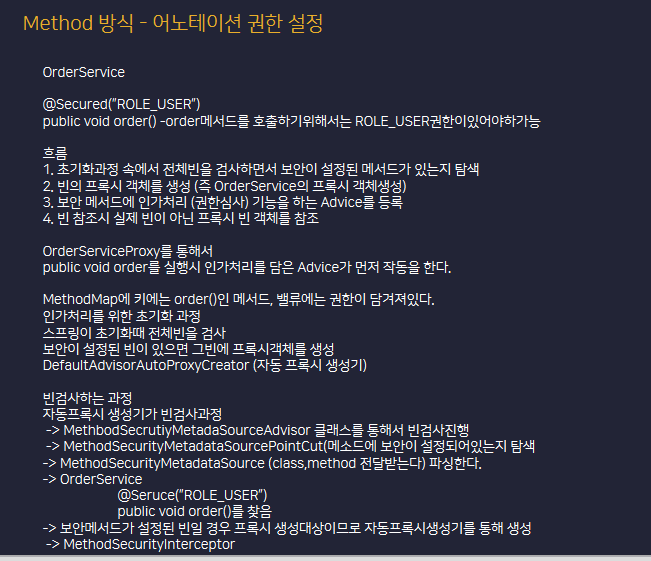 Method 방식 - 어노테이션 권한 설정
OrderService
@Secured("ROLE_USER")
public void order() -order메서드를 호출하기위해서는 ROLE_USER권한이있어야하가능
흐름
1. 초기화과정 속에서 전체빈을 검사하면서 보안이 설정된 메서드가 있는지 탐색
2. 빈의 프록시 객체를 생성 (즉 OrderService의 프록시 객체생성)
3. 보안 메서드에 인가처리 (권한심사) 기능을 하는 Advice를 등록
4. 빈 참조시 실제 빈이 아닌 프록시 빈 객체를 참조
OrderServiceProxy를 통해서
public void order를 실행시 인가처리를 담은 Advice가 먼저 작동을 한다.
MethodMap에 키에는 order()인 메서드, 밸류에는 권한이 담겨져있다.
인가처리를 위한 초기화 과정
스프링이 초기화때 전체빈을 검사
보안이 설정된 빈이 있으면 그빈에 프록시객체를 생성
DefaultAdvisorAutoProxyCreator (자동 프록시 생성기)
빈검사하는 과정
자동프록시 생성기가 빈검사과정
-> MethbodSecrutiyMetadaSourceAdvisor 클래스를 통해서 빈검사진행
-> MethodSecurityMetadataSourcePointCut(메소드에 보안이 설정되어있는지 탐색
-> MethodSecurityMetadataSource (class,method 전달받는다) 파싱한다.
-> OrderService
@Seruce("ROLE_USER")
public void order()를 찾음
-> 보안메서드가 설정된 빈일 경우 프록시 생성대상이므로 자동프록시생성기를 통해 생성
-> MethodSecurityInterceptor